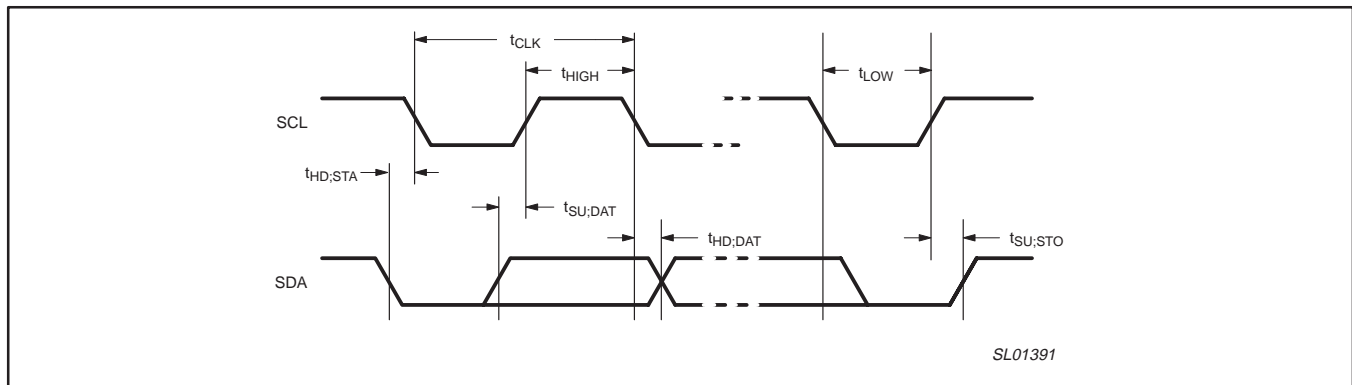 tCLK
tHIGH
tLOW
SCL
tHD;STA
tSU;DAT
tHD;DAT
tSU;STO
SDA
SL01391